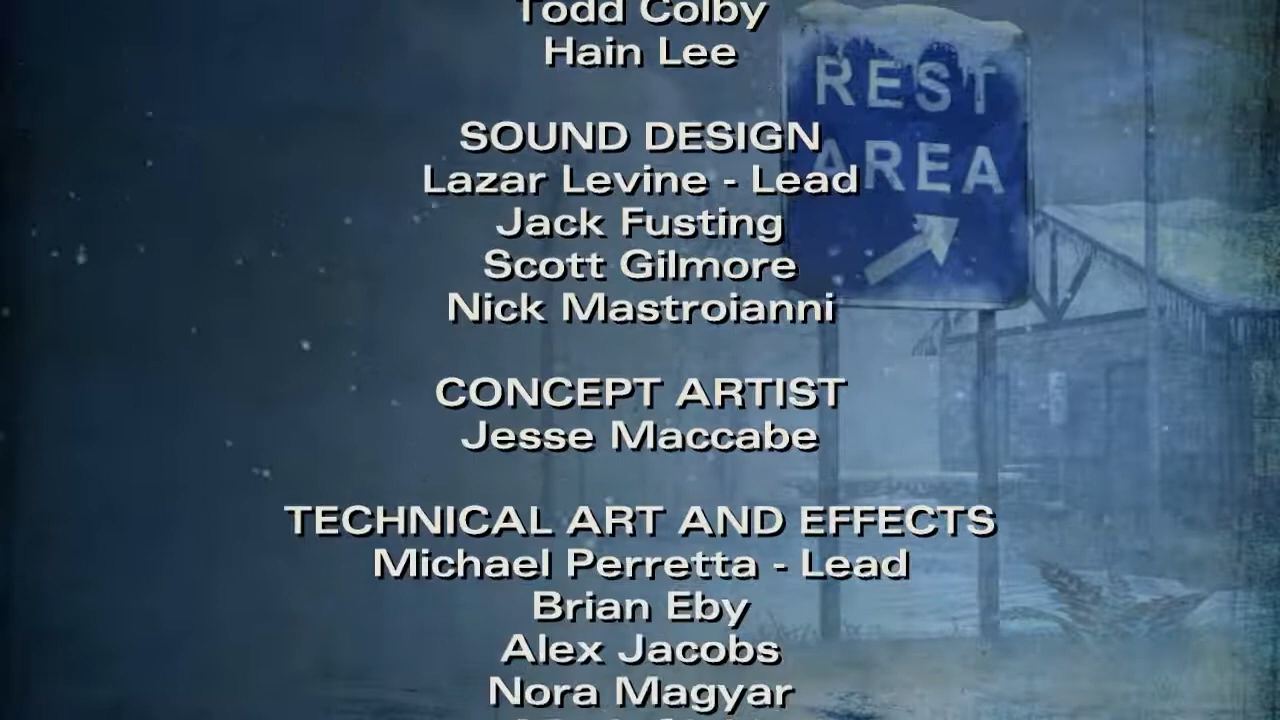 Todd Colby
Hain Lee
REST
AREA
SOUND DESIGN
Lazar Levine - Lead
Jack Fusting
Scott Gilmore
Nick Mastroianni
CONCEPT ARTIST
Jesse Maccabe
TECHNICAL ART AND EFFECTS
Michael Perretta - Lead
Brian Eby
Alex Jacobs
Nora Magyar